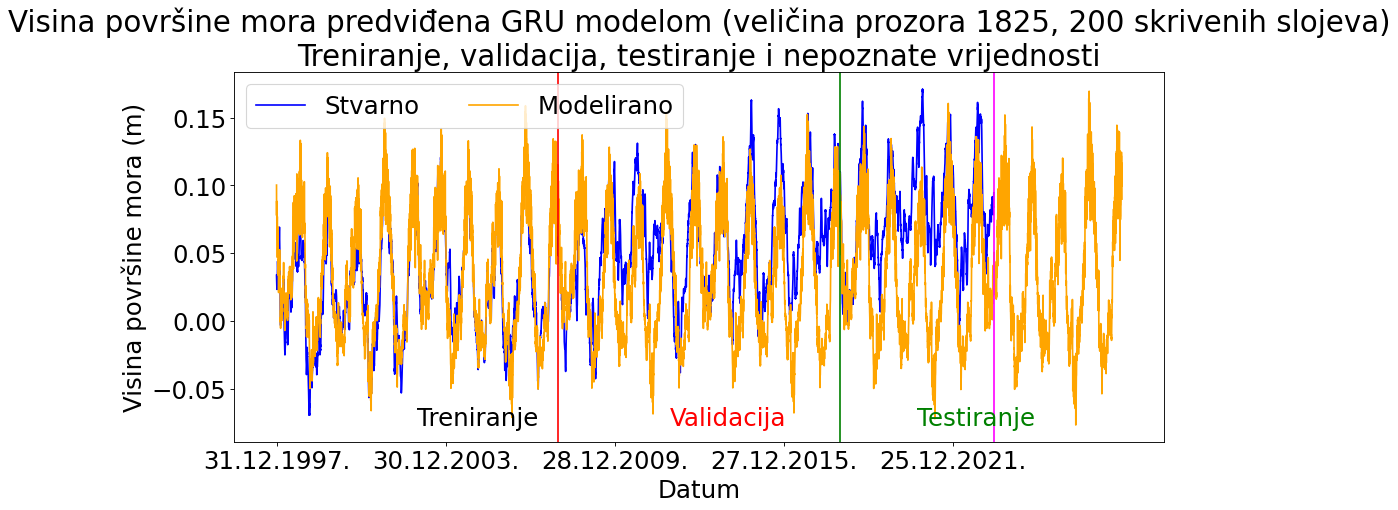 Visina površine mora predviđena GRU modelom (veličina prozora 1825, 200 skrivenih slojeva)
Treniranje, validacija, testiranje i nepoznate vrijednosti
Stvarno
Modelirano
Visina površine mora (m)
0.15
0.10
0.05
0.00
−0.05
Treniranje
Validacija
Testiranje
31.12.1997.
30.12.2003.
28.12.2009.
27.12.2015.
25.12.2021.
Datum